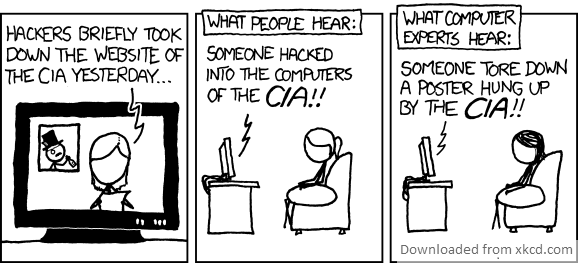 HACKERS BRIEFLY TOOK
DOWN THE WEBSITE OF
THE CIA YESTERDAY...
WHAT PEOPLE HEAR:
SOMEONE HACKED
INTO THE COMPUTERS
OF THE CIA!!
WHAT COMPUTER
EXPERTS HEAR:
SOMEONE TORE DOWN
A POSTER HUNG UP
BY THE CIA!!
Downloaded from xkcd.com